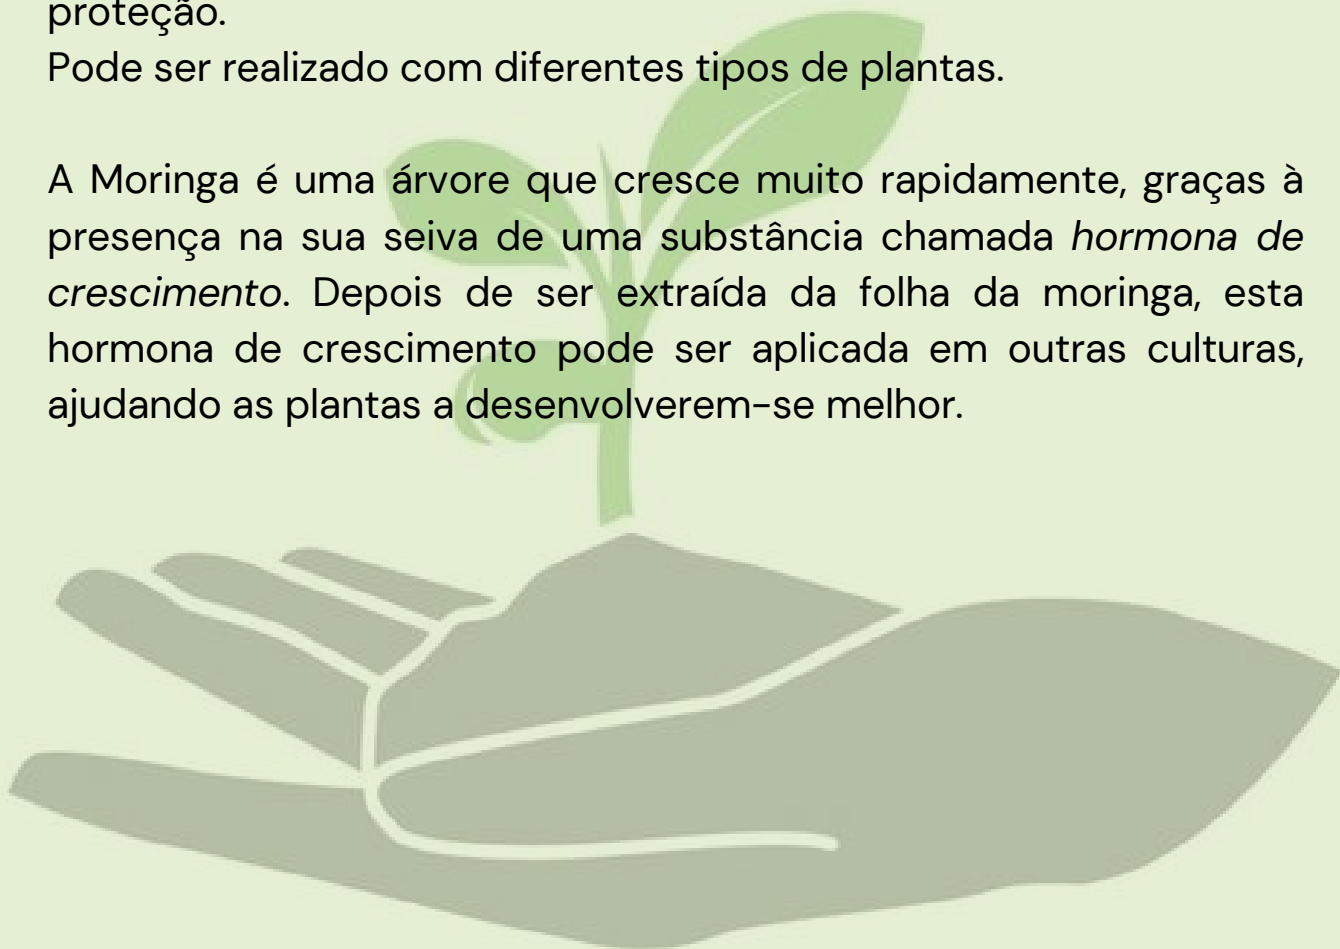 proteção.
Pode ser realizado com diferentes tipos de plantas.
A Moringa é uma árvore que cresce muito rapidamente, graças à
presença na sua seiva de uma substância chamada hormona de
crescimento. Depois de ser extraída da folha da moringa, esta
hormona de crescimento pode ser aplicada em outras culturas,
ajudando as plantas a desenvolverem-se melhor.